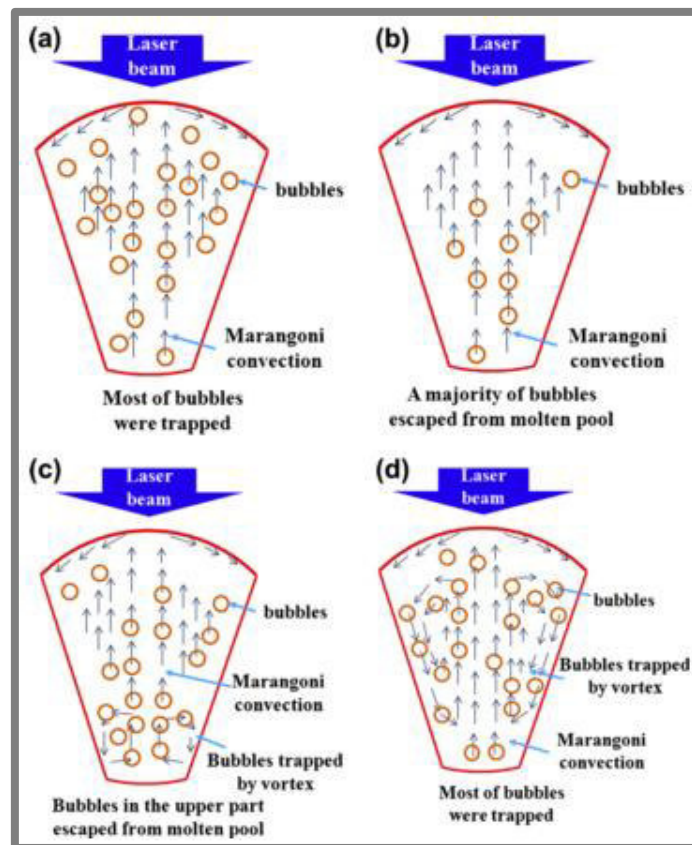 (a)
Laser
beam
bubbles
Marangoni
convection
Most of bubbles
were trapped
(b)
Laser
beam
bubbles
Marangoni
convection
A majority of bubbles
escaped from molten pool
(c)
Laser
beam
bubbles
Marangoni
convection
Bubbles trapped
by vortex
Bubbles in the upper part
escaped from molten pool
(d)
Laser
beam
bubbles
Bubbles trapped
by vortex
Marangoni
convection
Most of bubbles
were trapped